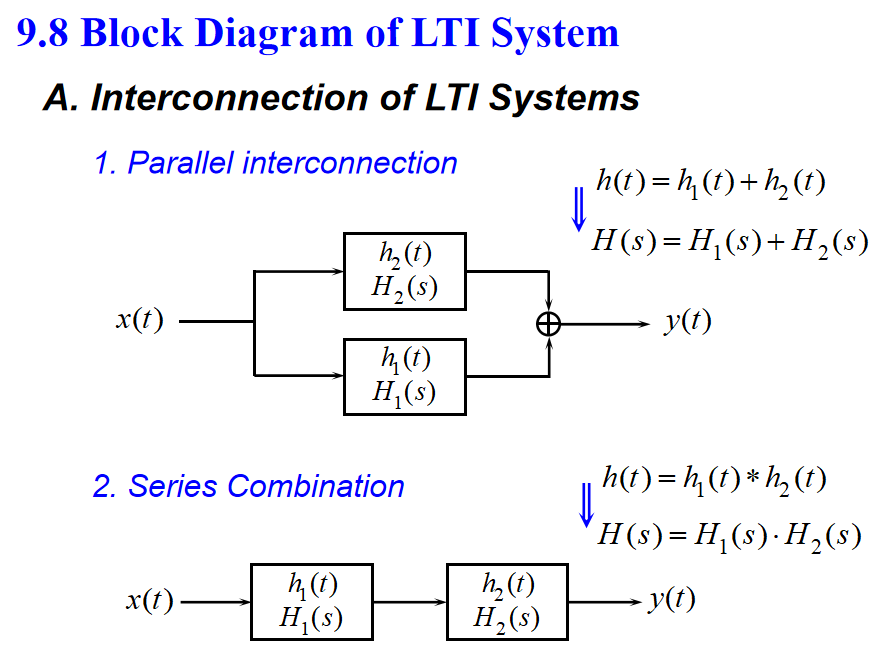 9.8 Block Diagram of LTI System
A. Interconnection of LTI Systems
1. Parallel interconnection
h(t) = h₁(t) + h₂(t)
⇓
H(s) = H₁(s) + H₂(s)
h₂(t)
H₂(s)
x(t)
y(t)
h₁(t)
H₁(s)
2. Series Combination
h(t) = h₁(t) * h₂(t)
⇓
H(s) = H₁(s) · H₂(s)
x(t)
h₁(t)
H₁(s)
h₂(t)
H₂(s)
y(t)